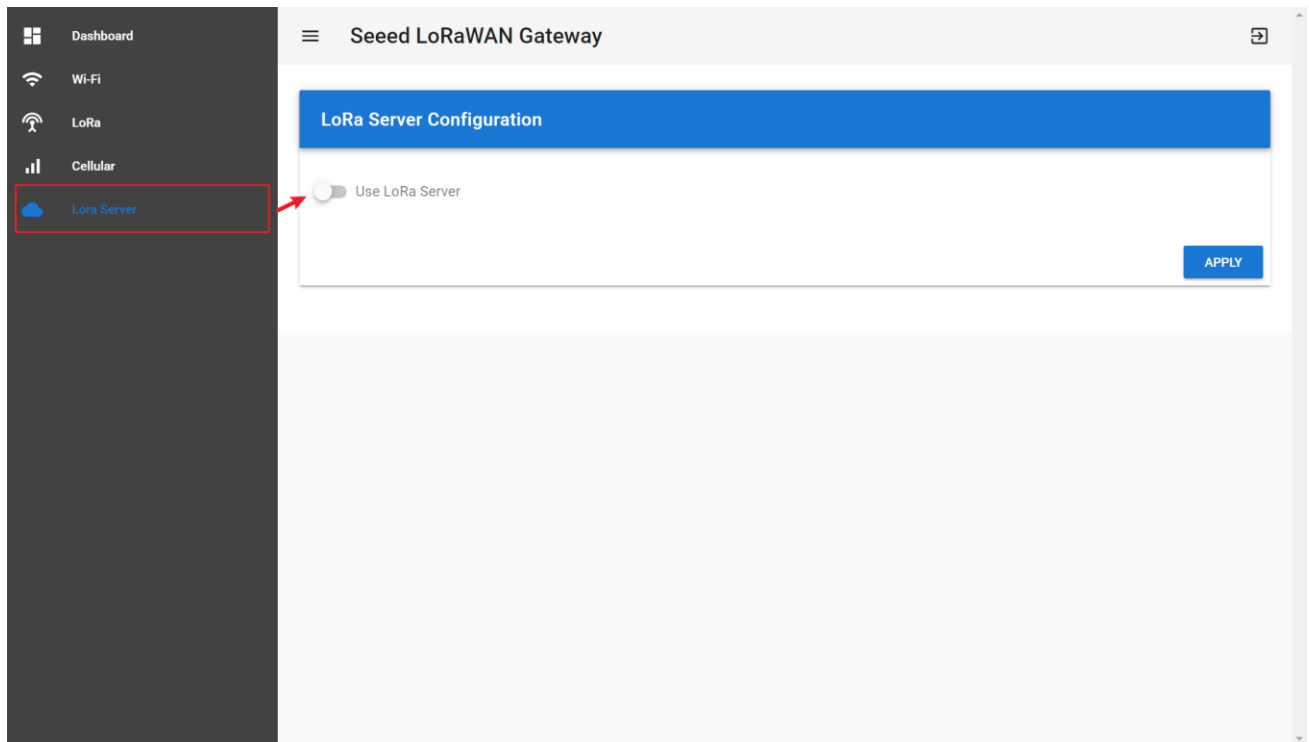 Dashboard
Wi-Fi
LoRa
Cellular
Lora Server
Seeed LoRaWAN Gateway
LoRa Server Configuration
Use LoRa Server
APPLY